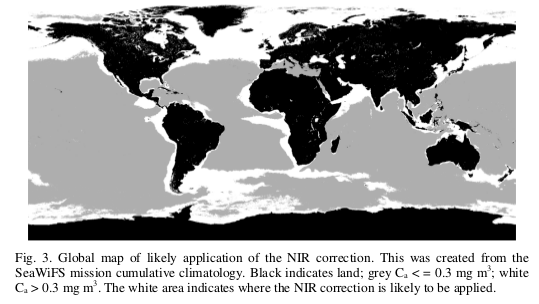 Fig. 3. Global map of likely application of the NIR correction. This was created from the
SeaWiFS mission cumulative climatology. Black indicates land; grey Cₐ < = 0.3 mg m³; white
Cₐ > 0.3 mg m³. The white area indicates where the NIR correction is likely to be applied.